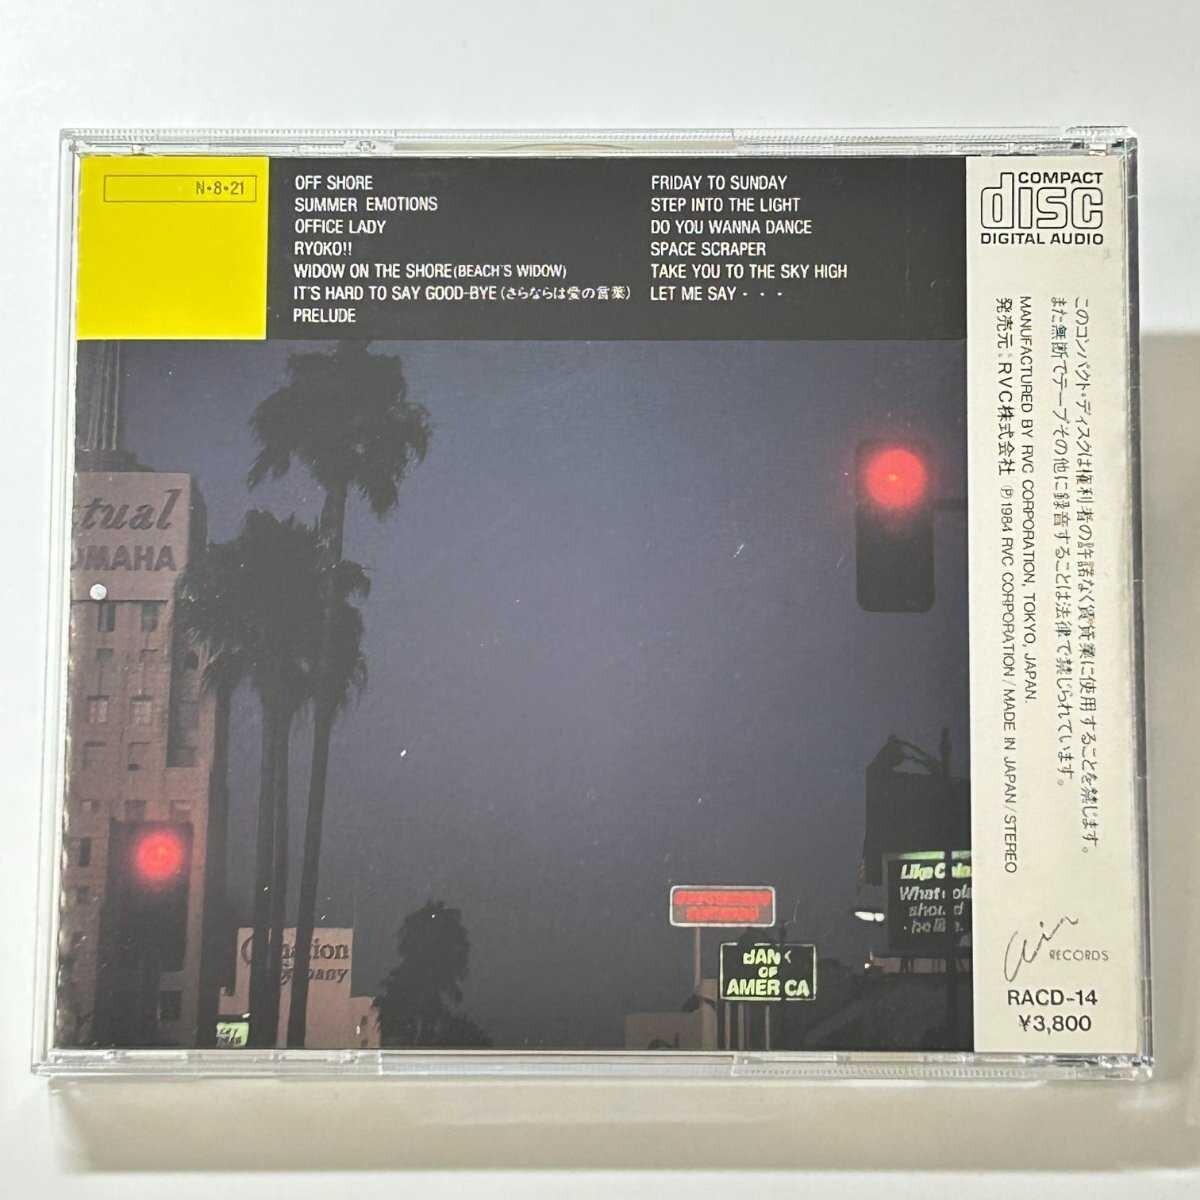 N•8•21
OFF SHORE
SUMMER EMOTIONS
OFFICE LADY
RYOKO!!
WIDOW ON THE SHORE (BEACH'S WIDOW)
IT'S HARD TO SAY GOOD-BYE (さらならは愛の言葉)
PRELUDE
FRIDAY TO SUNDAY
STEP INTO THE LIGHT
DO YOU WANNA DANCE
SPACE SCRAPER
TAKE YOU TO THE SKY HIGH
LET ME SAY・・・
COMPACT
disc
DIGITAL AUDIO
このコンパクト・ディスクは権利者の許諾なく賃貸業に使用することを禁じます。
また無断でテープその他に録音することは法律で禁じられています。
MANUFACTURED BY RVC CORPORATION, TOKYO, JAPAN.
発売元：RVC株式会社 Ⓟ1984 RVC CORPORATION/MADE IN JAPAN/STEREO
Air RECORDS
RACD-14
¥3,800
tual
OMAHA
BANK
OF
AMERICA
Like
What